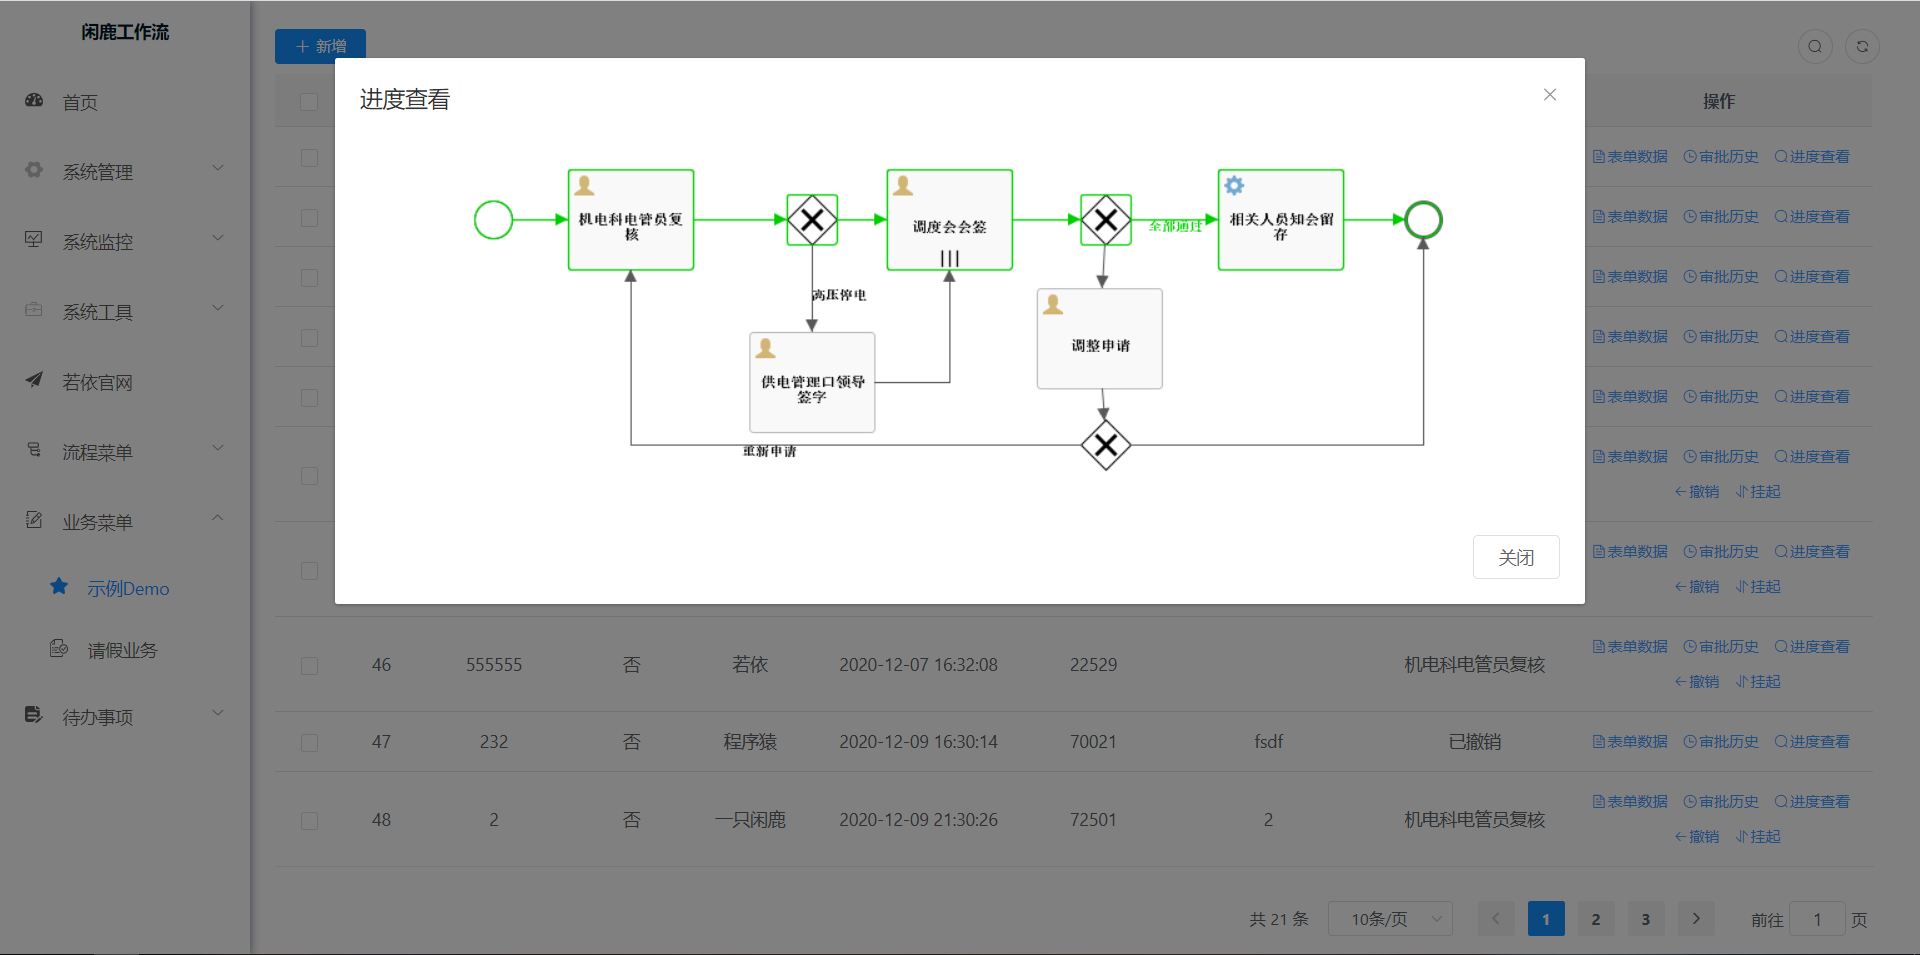 闲鹿工作流
首页
系统管理
系统监控
系统工具
若依官网
流程菜单
业务菜单
示例Demo
请假业务
待办事项
新增
操作
表单数据 审批历史 进度查看
表单数据 审批历史 进度查看
表单数据 审批历史 进度查看
表单数据 审批历史 进度查看
表单数据 审批历史 进度查看
表单数据 审批历史 进度查看
撤销 挂起
表单数据 审批历史 进度查看
撤销 挂起
进度查看
机电科电管员复
核
调度会会签
全部通过
相关人员知会留
存
高压停电
供电管理口领导
签字
调整申请
重新申请
关闭
46 555555 否 若依 2020-12-07 16:32:08 22529 机电科电管员复核 表单数据 审批历史 进度查看
撤销 挂起
47 232 否 程序猿 2020-12-09 16:30:14 70021 fsdf 已撤销 表单数据 审批历史 进度查看
48 2 否 一只闲鹿 2020-12-09 21:30:26 72501 2 机电科电管员复核 表单数据 审批历史 进度查看
撤销 挂起
共 21 条 10条/页 1 2 3 前往 1 页